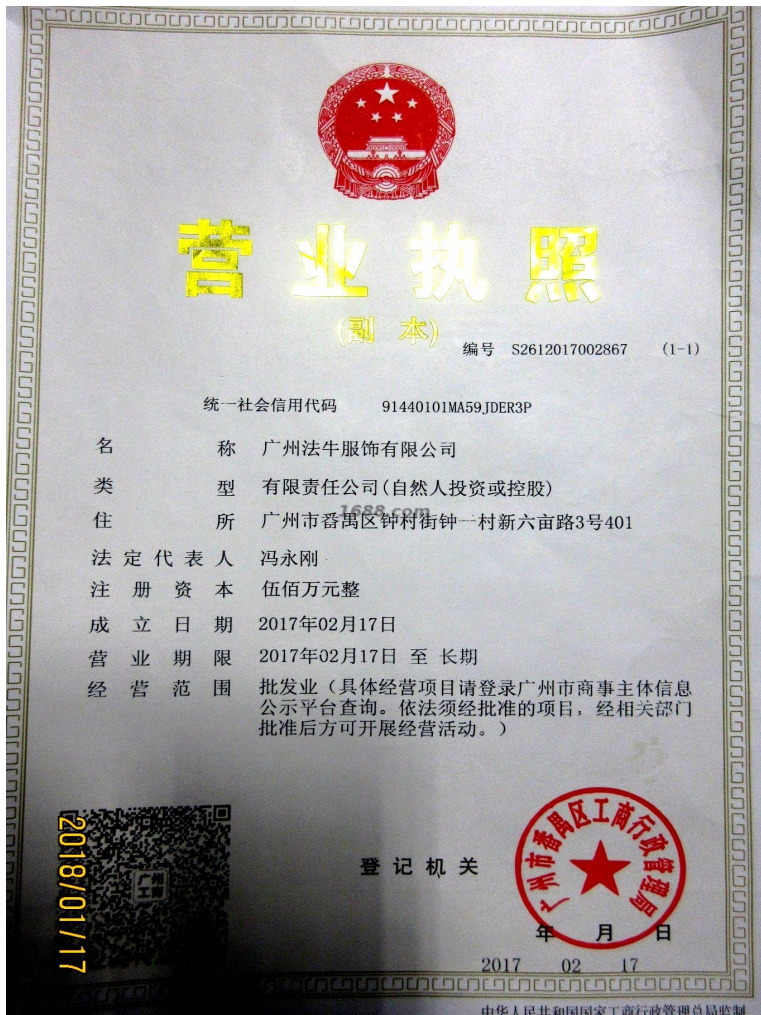 营业执照
(副 本)
编号 S2612017002867 (1-1)
统一社会信用代码 91440101MA59JDER3P
名称 广州法牛服饰有限公司
类型 有限责任公司(自然人投资或控股)
1688.com
住所 广州市番禺区钟村街钟一村新六亩路3号401
法定代表人 冯永刚
注册资本 伍佰万元整
成立日期 2017年02月17日
营业期限 2017年02月17日 至 长期
经营范围 批发业（具体经营项目请登录广州市商事主体信息
公示平台查询。依法须经批准的项目，经相关部门
批准后方可开展经营活动。）
广州
工商
2018/01/17
登记机关
广州市番禺区工商行政管理局
年 月 日
2017 02 17
中华人民共和国国家工商行政管理总局监制